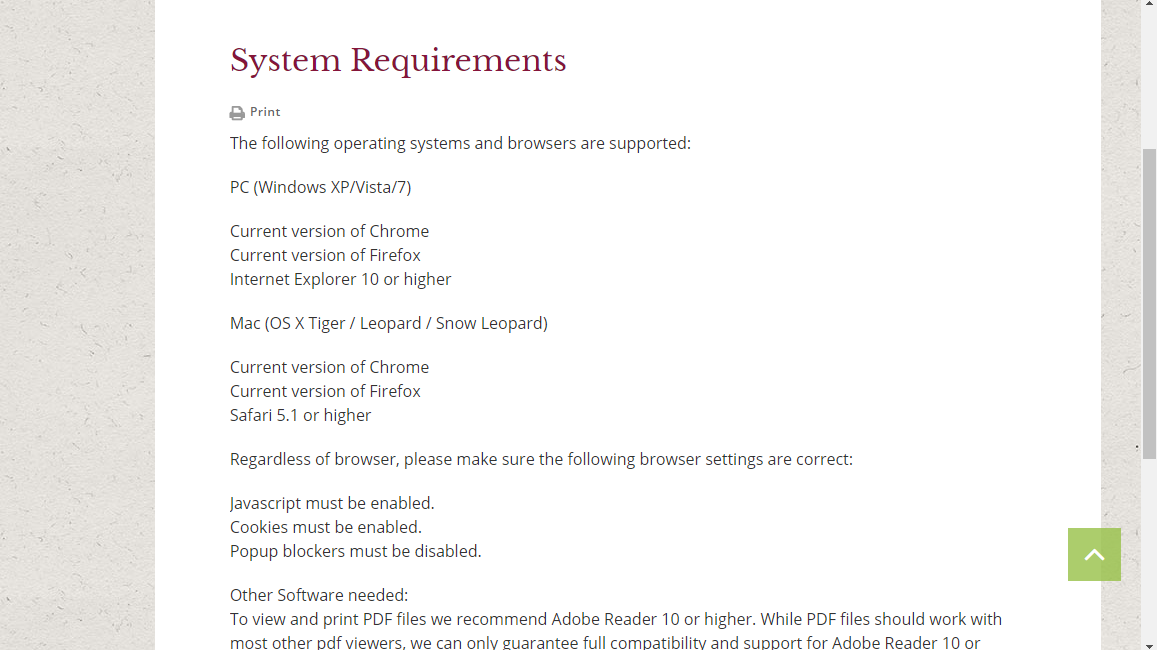 System Requirements
Print
The following operating systems and browsers are supported:
PC (Windows XP/Vista/7)
Current version of Chrome
Current version of Firefox
Internet Explorer 10 or higher
Mac (OS X Tiger / Leopard / Snow Leopard)
Current version of Chrome
Current version of Firefox
Safari 5.1 or higher
Regardless of browser, please make sure the following browser settings are correct:
Javascript must be enabled.
Cookies must be enabled.
Popup blockers must be disabled.
Other Software needed:
To view and print PDF files we recommend Adobe Reader 10 or higher. While PDF files should work with
most other pdf viewers, we can only guarantee full compatibility and support for Adobe Reader 10 or